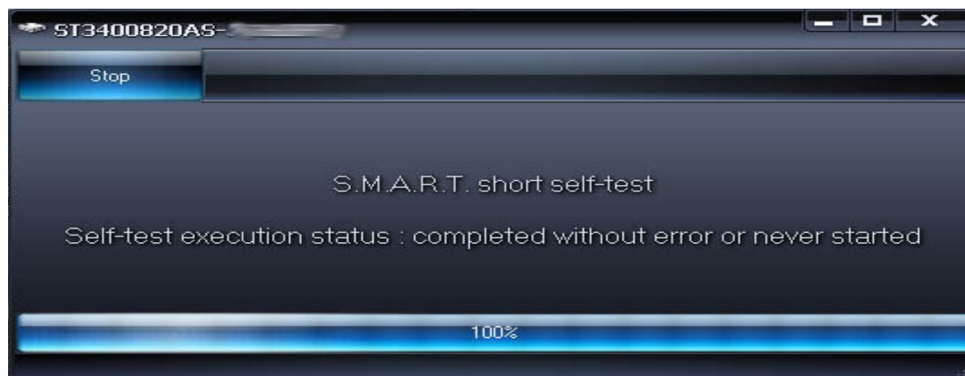 ST3400820AS-
Stop
S.M.A.R.T. short self-test
Self-test execution status : completed without error or never started
100%